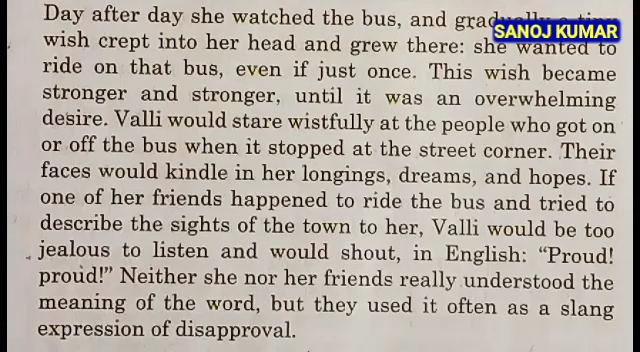 Day after day she watched the bus, and gradually a tiny
SANOJ KUMAR
wish crept into her head and grew there: she wanted to
ride on that bus, even if just once. This wish became
stronger and stronger, until it was an overwhelming
desire. Valli would stare wistfully at the people who got on
or off the bus when it stopped at the street corner. Their
faces would kindle in her longings, dreams, and hopes. If
one of her friends happened to ride the bus and tried to
describe the sights of the town to her, Valli would be too
jealous to listen and would shout, in English: “Proud!
proud!” Neither she nor her friends really understood the
meaning of the word, but they used it often as a slang
expression of disapproval.